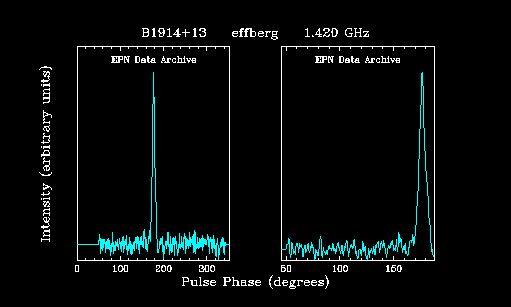 B1914+13 effberg 1.420 GHz
EPN Data Archive EPN Data Archive
Intensity (arbitrary units)
0 100 200 300 50 100 150
Pulse Phase (degrees)